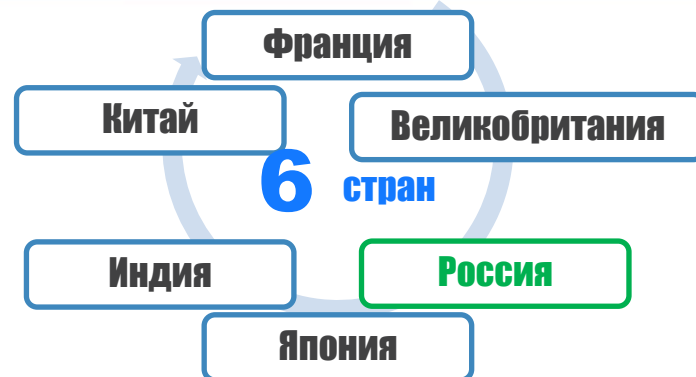 Франция
Китай
Великобритания
6 стран
Индия
Россия
Япония